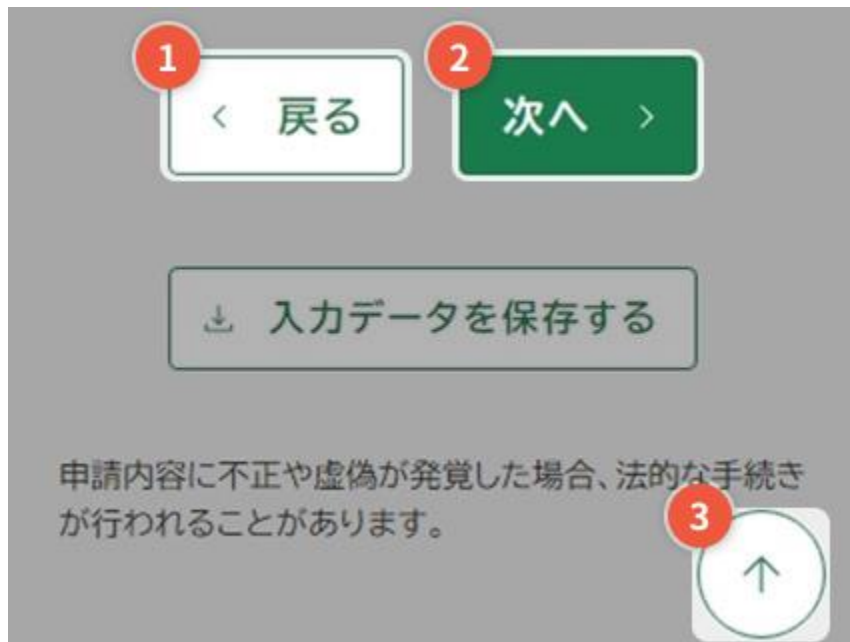 1
2
戻る
次へ
入力データを保存する
申請内容に不正や虚偽が発覚した場合、法的な手続き
が行われることがあります。
3